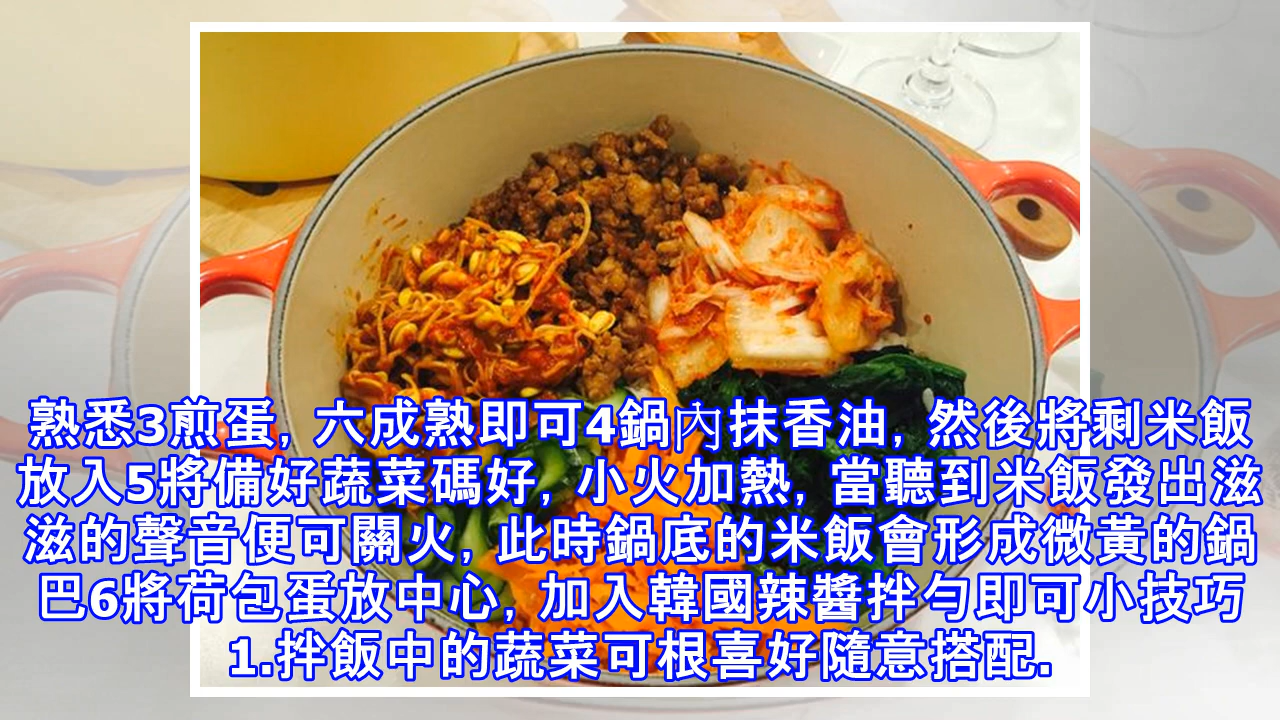 熟悉3煎蛋, 六成熟即可4鍋內抹香油, 然後將剩米飯
放入5將備好蔬菜碼好, 小火加熱, 當聽到米飯發出滋
滋的聲音便可關火, 此時鍋底的米飯會形成微黃的鍋
巴6將荷包蛋放中心, 加入韓國辣醬拌勻即可小技巧
1.拌飯中的蔬菜可根喜好隨意搭配.